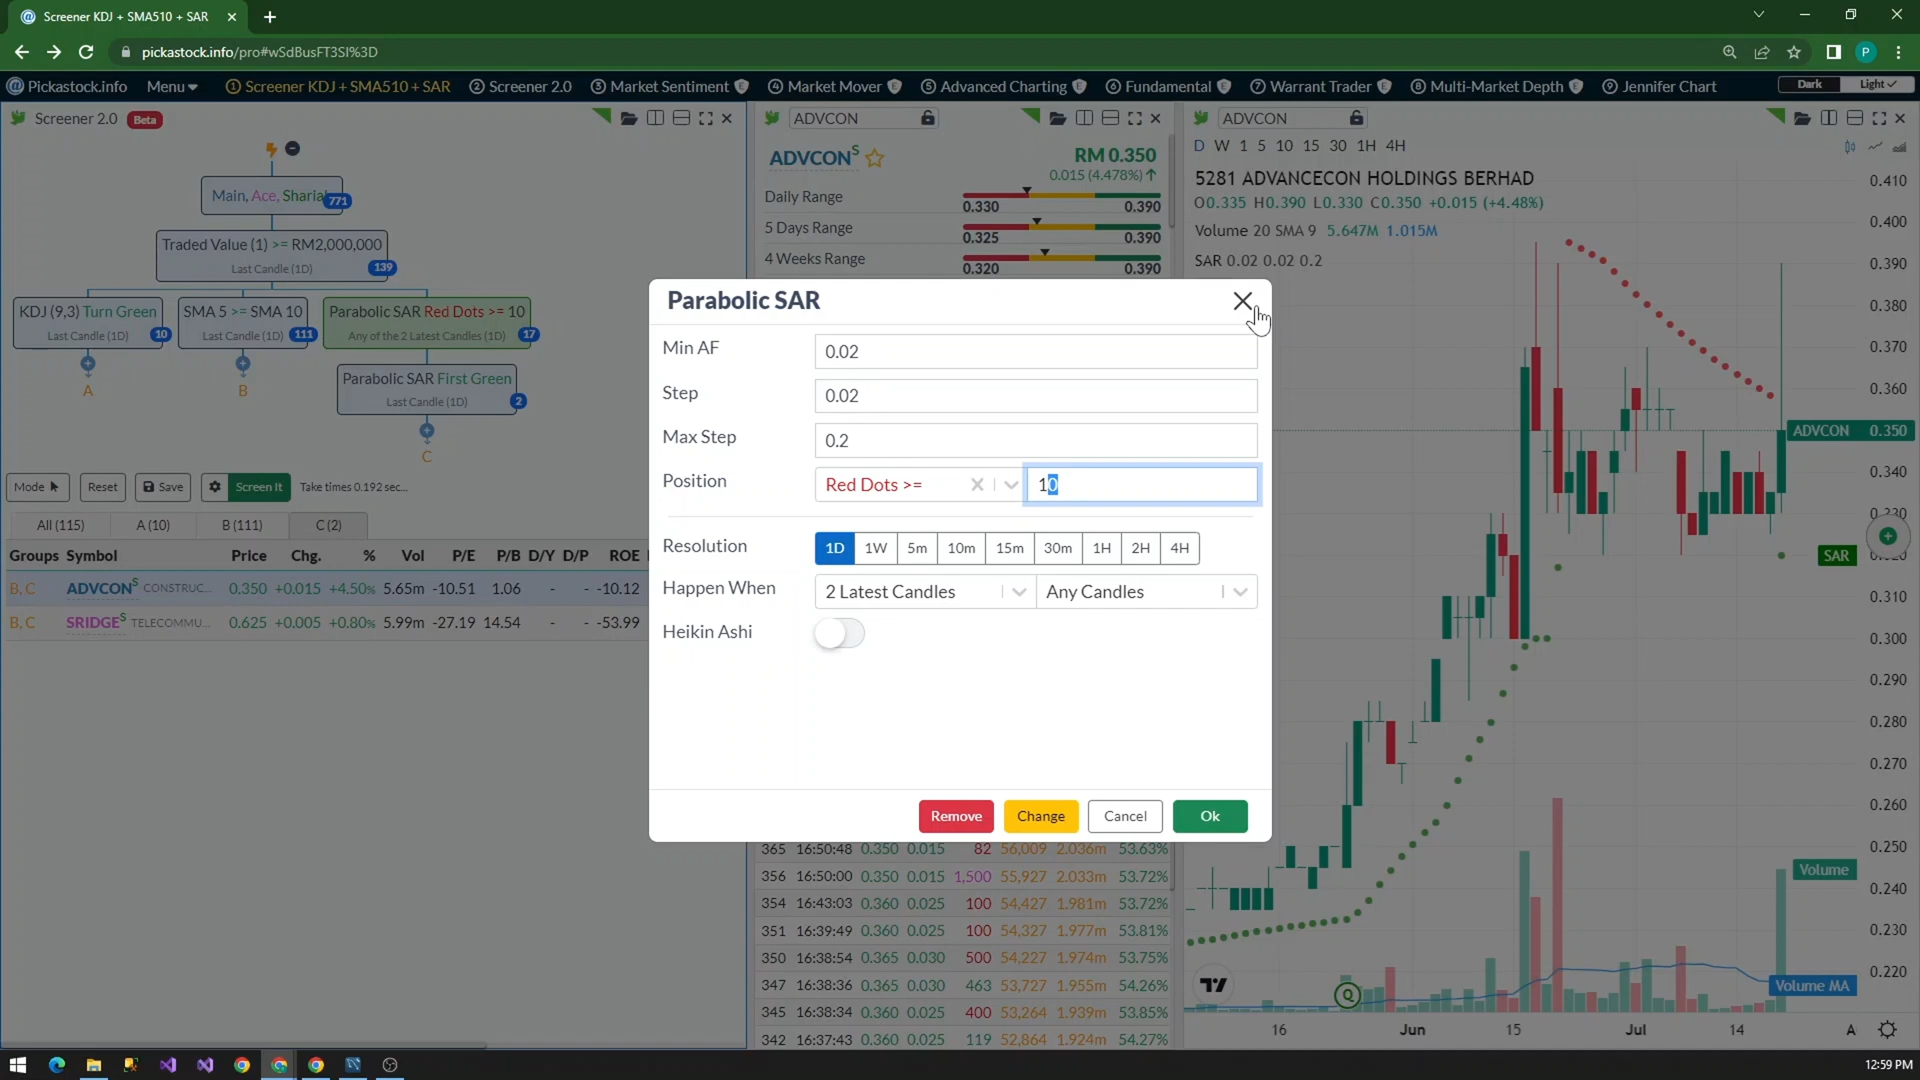 Screener KDJ + SMA510 + SAR
pickastock.info/pro#wSdBusFT3SI%3D
P
Pickastock.info Menu 1 Screener KDJ + SMA510 + SAR 2 Screener 2.0 3 Market Sentiment 4 Market Mover 5 Advanced Charting 6 Fundamental 7 Warrant Trader 8 Multi-Market Depth 9 Jennifer Chart Dark Light
Screener 2.0 Beta
Main, Ace, Sharia 771
Traded Value (1) >= RM2,000,000
Last Candle (1D) 139
KDJ (9,3) Turn Green
Last Candle (1D) 10
SMA 5 >= SMA 10
Last Candle (1D) 111
Parabolic SAR Red Dots >= 10
Any of the 2 Latest Candles (1D) 17
Parabolic SAR First Green
Last Candle (1D) 2
A
B
C
Mode Reset Save Screen It Take times 0.192 sec...
All (115) A (10) B (111) C (2)
Groups Symbol Price Chg. % Vol P/E P/B D/Y D/P ROE
B, C ADVCON S CONSTRUC... 0.350 +0.015 +4.50% 5.65m -10.51 1.06 - - -10.12
B, C SRIDGE S TELECOMMU... 0.625 +0.005 +0.80% 5.99m -27.19 14.54 - - -53.99
ADVCON
ADVCON S RM 0.350
0.015 (4.478%)
Daily Range 0.330 0.390
5 Days Range 0.325 0.390
4 Weeks Range 0.320 0.390
Parabolic SAR
Min AF 0.02
Step 0.02
Max Step 0.2
Position Red Dots >= 10
Resolution 1D 1W 5m 10m 15m 30m 1H 2H 4H
Happen When 2 Latest Candles Any Candles
Heikin Ashi
Remove Change Cancel Ok
365 16:50:48 0.350 0.015 82 56,009 2.036m 53.63%
356 16:50:00 0.350 0.015 1,500 55,927 2.033m 53.72%
354 16:43:03 0.360 0.025 100 54,427 1.981m 53.72%
351 16:39:49 0.360 0.025 100 54,327 1.977m 53.81%
350 16:38:54 0.365 0.030 500 54,227 1.974m 53.75%
347 16:38:36 0.365 0.030 463 53,727 1.955m 54.26%
345 16:38:34 0.360 0.025 400 53,264 1.939m 53.85%
342 16:37:43 0.360 0.025 119 52,864 1.924m 54.27%
ADVCON
D W 1 5 10 15 30 1H 4H
5281 ADVANCECON HOLDINGS BERHAD
O0.335 H0.390 L0.330 C0.350 +0.015 (+4.48%)
Volume 20 SMA 9 5.647M 1.015M
SAR 0.02 0.02 0.2
0.410
0.400
0.390
0.380
0.370
0.360
ADVCON 0.350
0.340
0.330
SAR
0.310
0.300
0.290
0.280
0.270
0.260
0.250
Volume
0.240
0.230
0.220
Volume MA
Q
16 Jun 15 Jul 14 A
12:59 PM